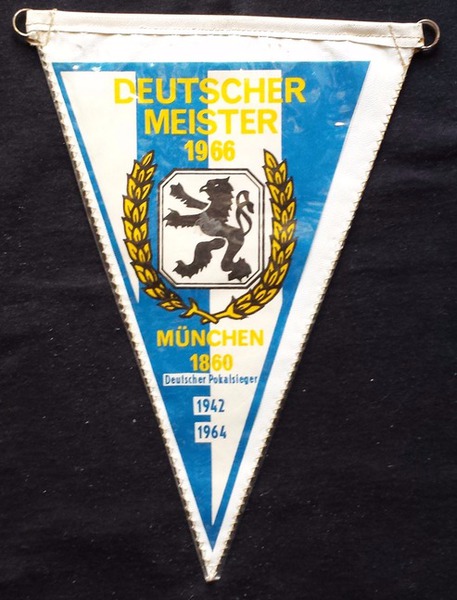 DEUTSCHER
MEISTER
1966
MÜNCHEN
1860
Deutscher Pokalsieger
1942
1964